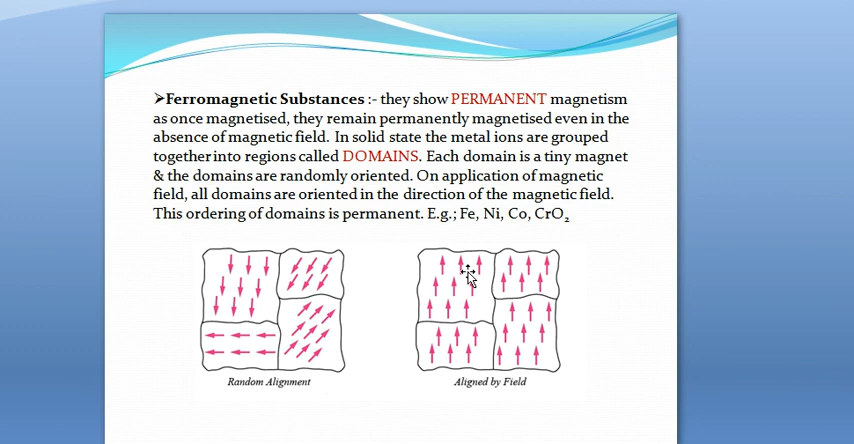 ➢Ferromagnetic Substances :- they show PERMANENT magnetism
as once magnetised, they remain permanently magnetised even in the
absence of magnetic field. In solid state the metal ions are grouped
together into regions called DOMAINS. Each domain is a tiny magnet
& the domains are randomly oriented. On application of magnetic
field, all domains are oriented in the direction of the magnetic field.
This ordering of domains is permanent. E.g.; Fe, Ni, Co, CrO₂
Random Alignment
Aligned by Field